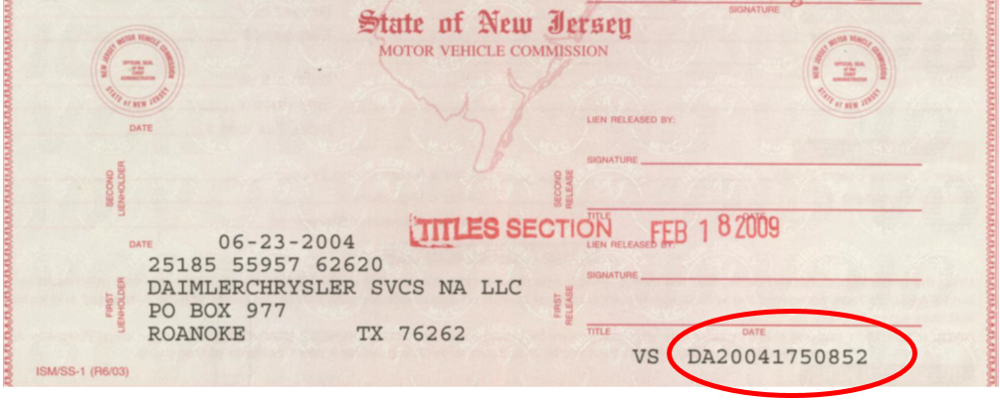 SIGNATURE
State of New Jersey
MOTOR VEHICLE COMMISSION
NEW JERSEY MOTOR VEHICLE COMMISSION
OFFICIAL SEAL
of the
CHIEF
ADMINISTRATOR
STATE of NEW JERSEY
NEW JERSEY MOTOR VEHICLE COMMISSION
OFFICIAL SEAL
of the
CHIEF
ADMINISTRATOR
STATE of NEW JERSEY
DATE
LIEN RELEASED BY:
SECOND
LIENHOLDER
SECOND
RELEASE
SIGNATURE
TITLE DATE
TITLES SECTION FEB 18 2009
DATE 06-23-2004
LIEN RELEASED BY:
25185 55957 62620
FIRST
LIENHOLDER
DAIMLERCHRYSLER SVCS NA LLC
PO BOX 977
ROANOKE TX 76262
FIRST
RELEASE
SIGNATURE
TITLE DATE
VS DA20041750852
ISM/SS-1 (R6/03)